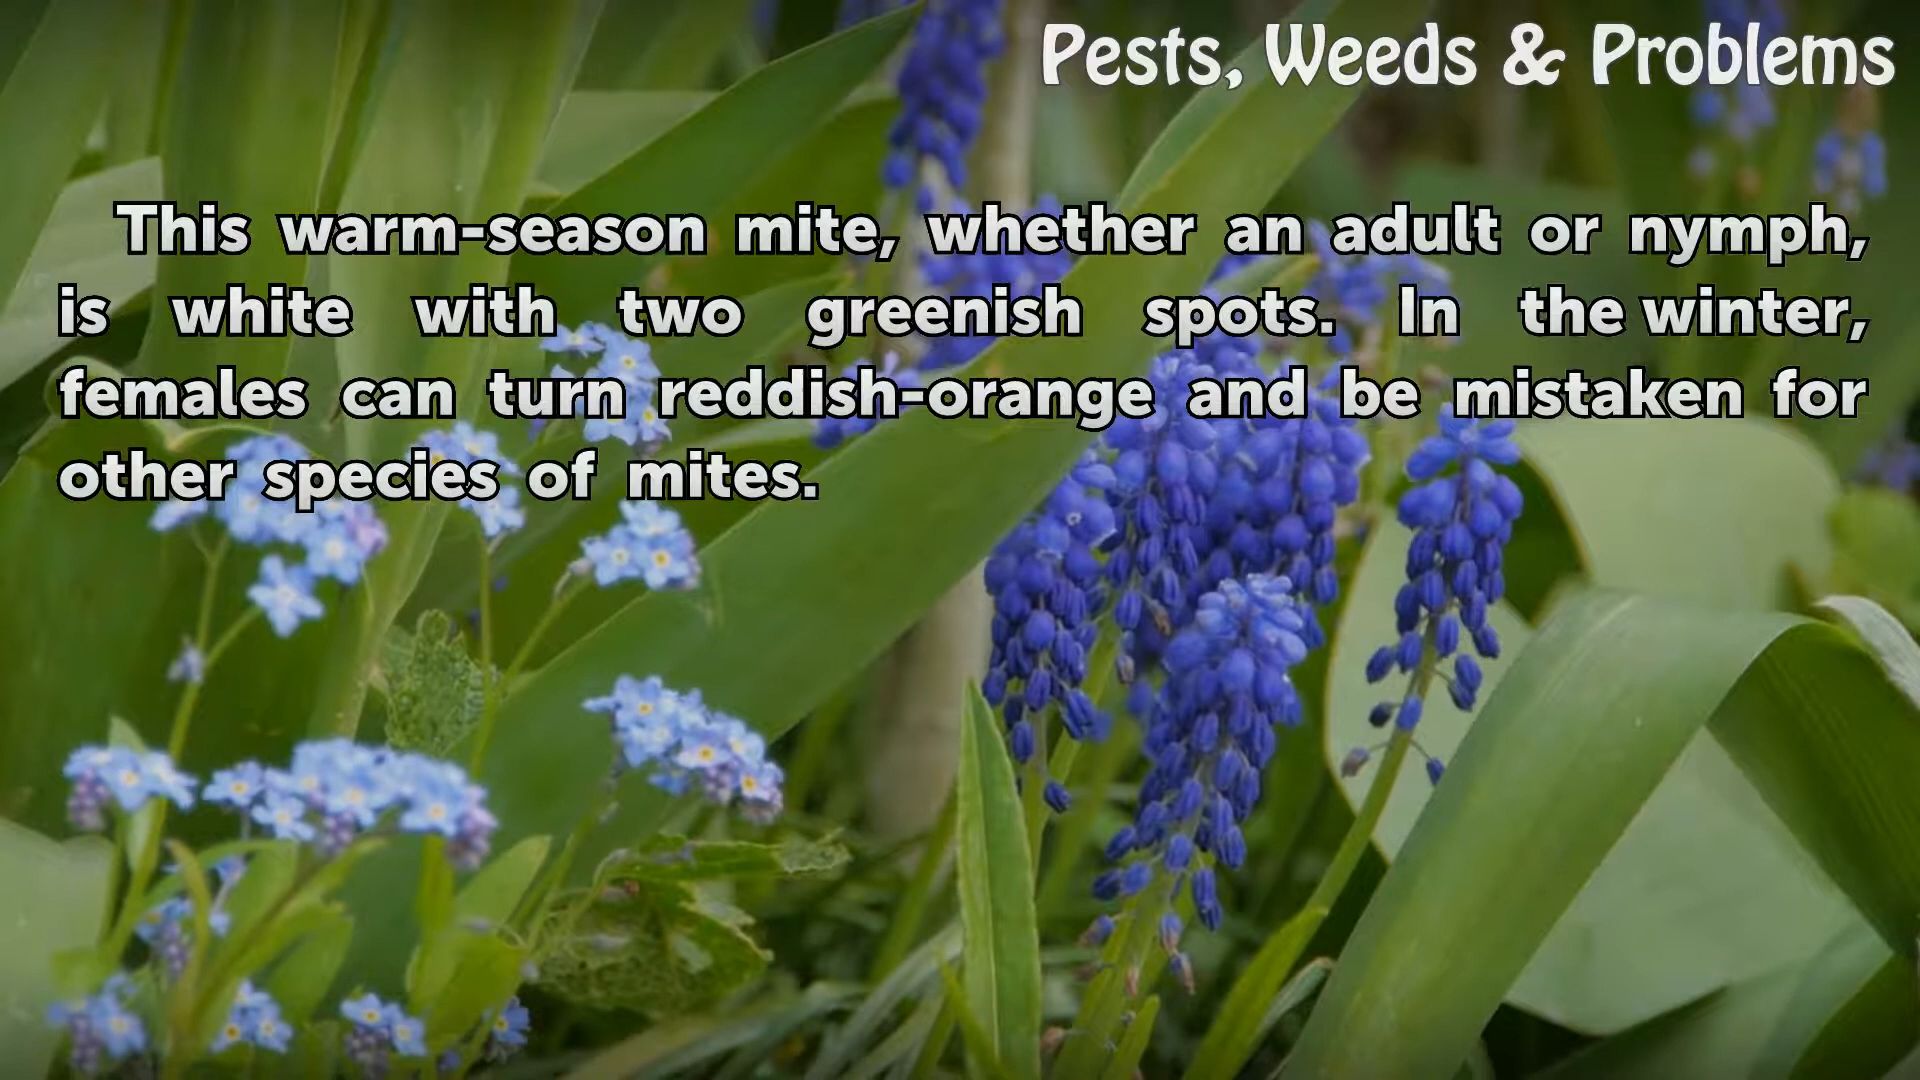 Pests, Weeds & Problems
This warm-season mite, whether an adult or nymph,
is white with two greenish spots. In the winter,
females can turn reddish-orange and be mistaken for
other species of mites.